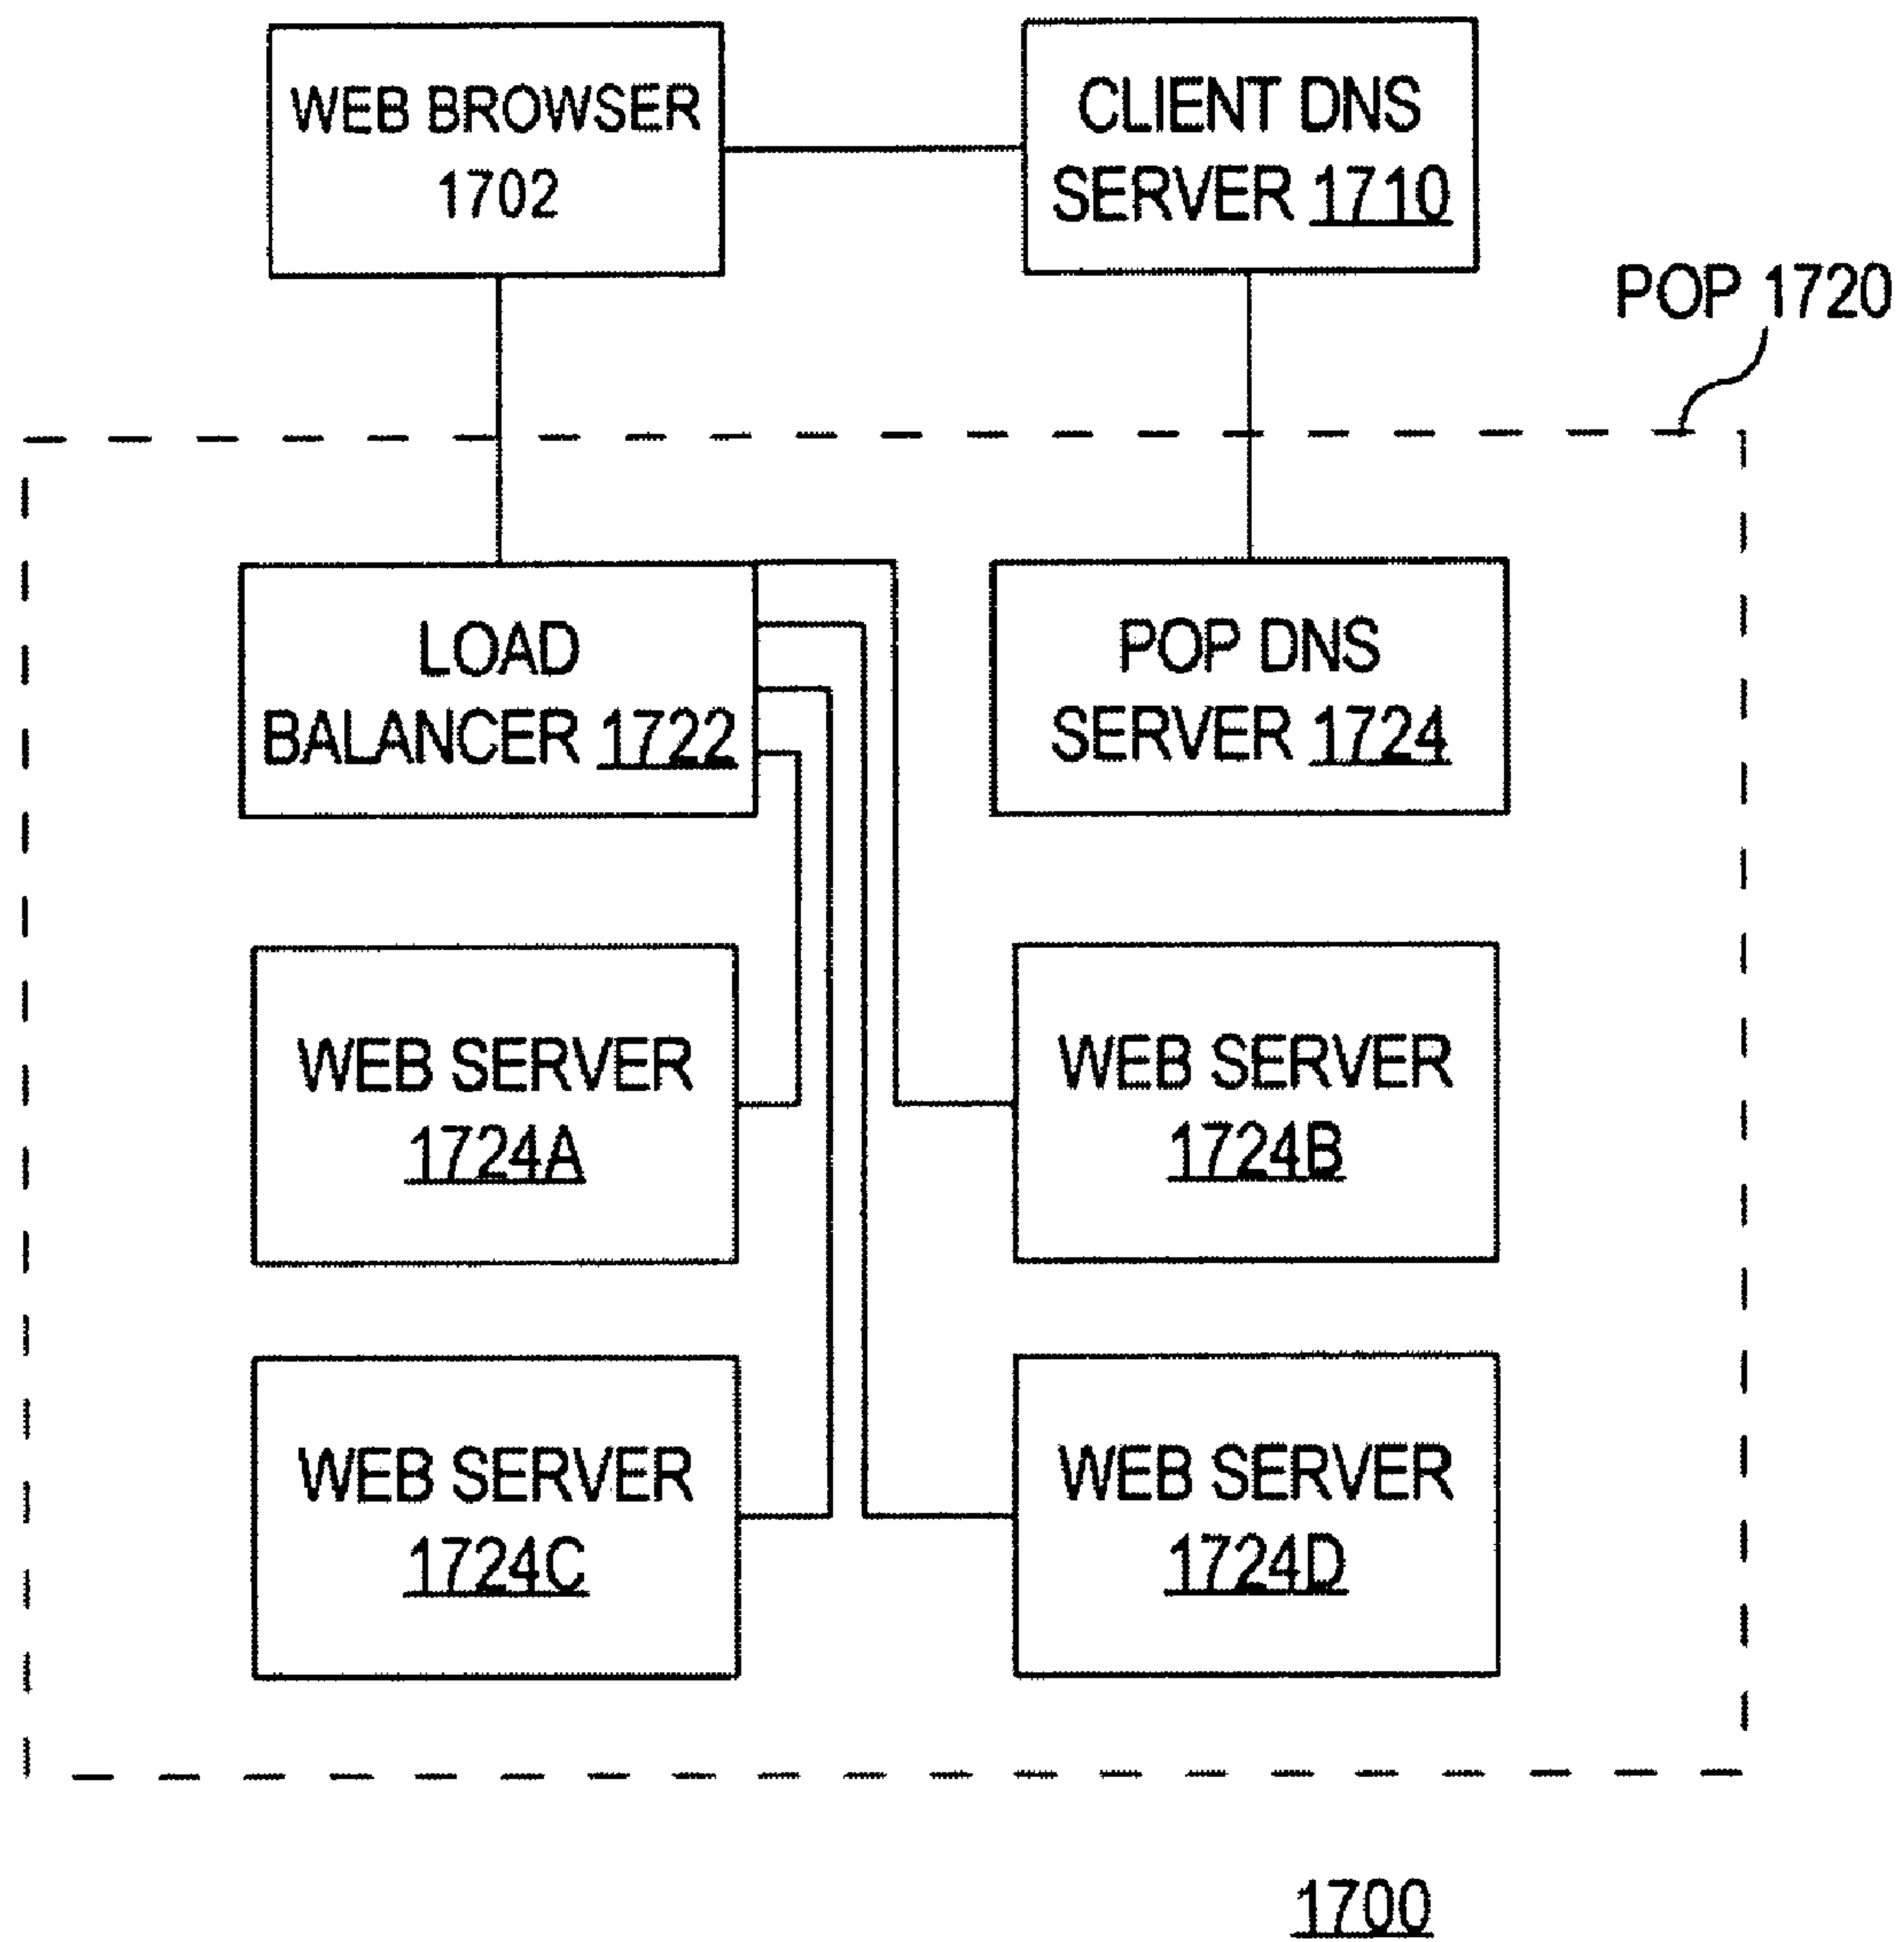 WEB BROWSER
1702
CLIENT DNS
SERVER 1710
POP 1720
LOAD
BALANCER 1722
POP DNS
SERVER 1724
WEB SERVER
1724A
WEB SERVER
1724B
WEB SERVER
1724C
WEB SERVER
1724D
1700